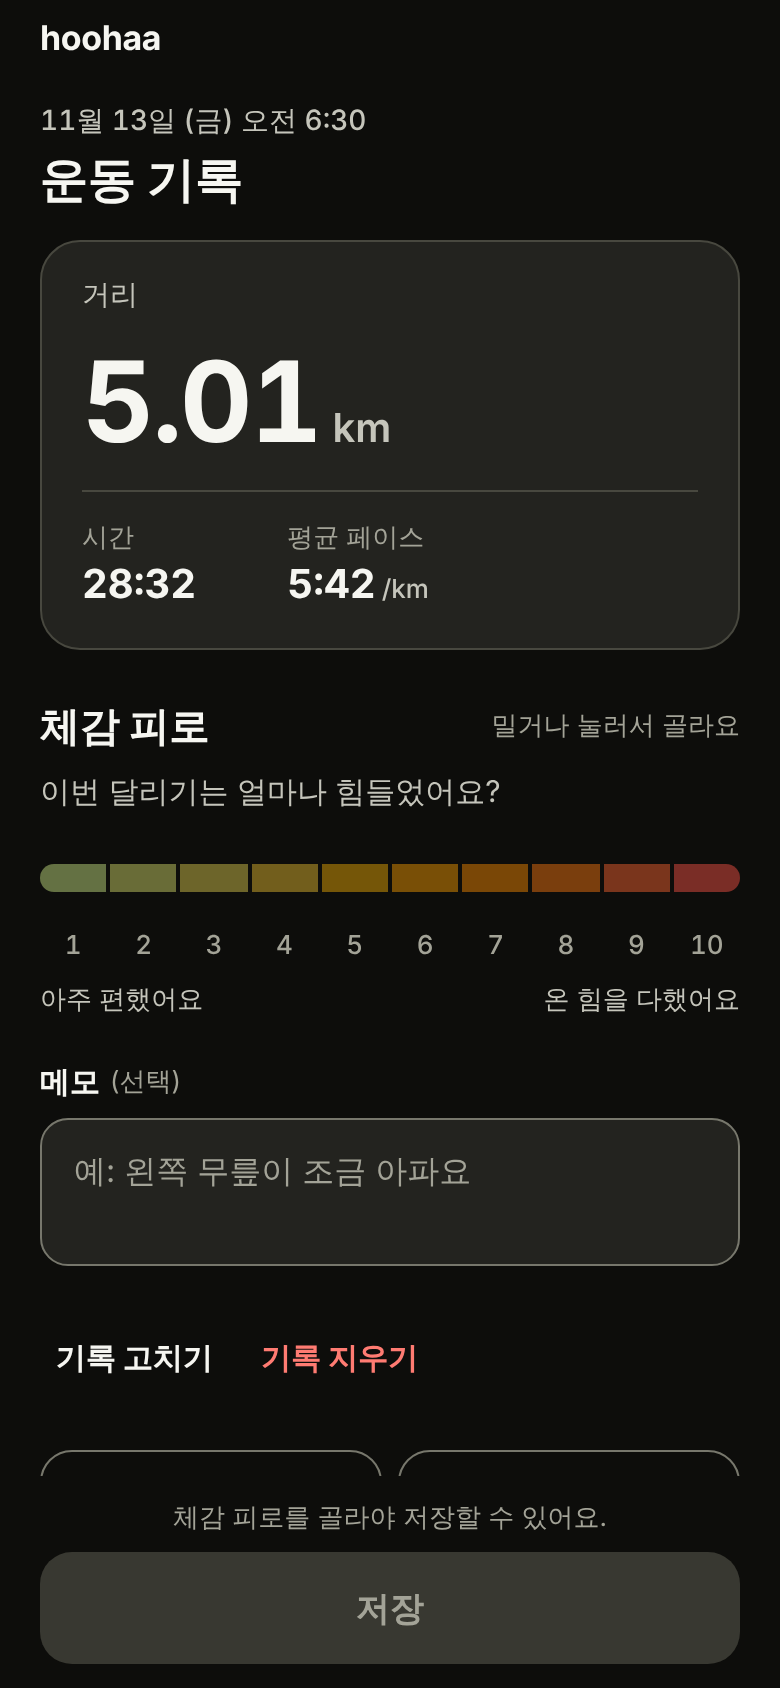 hoohaa
11월 13일 (금) 오전 6:30
운동 기록
거리
5.01 km
시간 평균 페이스
28:32 5:42 /km
체감 피로 밀거나 눌러서 골라요
이번 달리기는 얼마나 힘들었어요?
1 2 3 4 5 6 7 8 9 10
아주 편했어요 온 힘을 다했어요
메모 (선택)
예: 왼쪽 무릎이 조금 아파요
기록 고치기 기록 지우기
체감 피로를 골라야 저장할 수 있어요.
저장